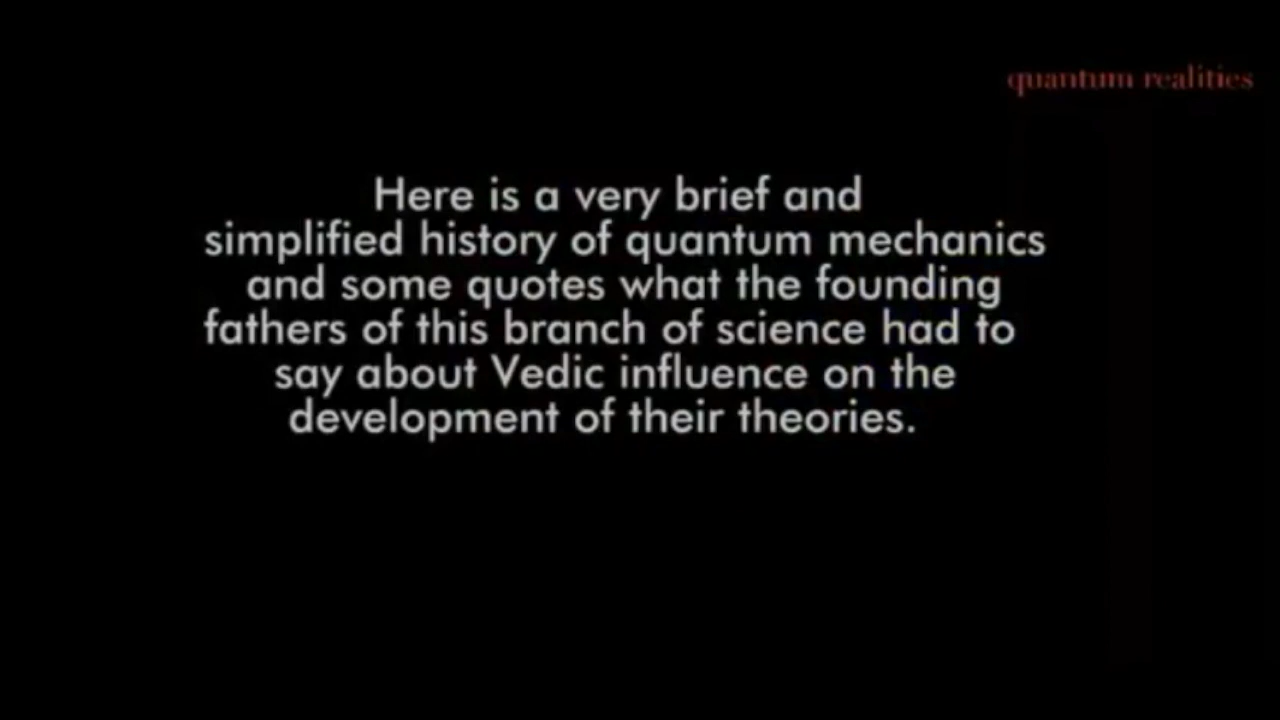 quantum realities
Here is a very brief and
simplified history of quantum mechanics
and some quotes what the founding
fathers of this branch of science had to
say about Vedic influence on the
development of their theories.